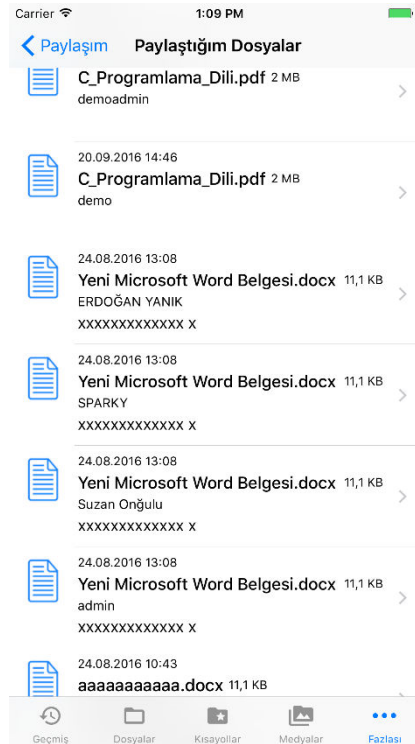 Carrier 1:09 PM
Paylaşım Paylaştığım Dosyalar
C_Programlama_Dili.pdf 2 MB
demoadmin
20.09.2016 14:46
C_Programlama_Dili.pdf 2 MB
demo
24.08.2016 13:08
Yeni Microsoft Word Belgesi.docx 11,1 KB
ERDOĞAN YANIK
XXXXXXXXXXXXX X
24.08.2016 13:08
Yeni Microsoft Word Belgesi.docx 11,1 KB
SPARKY
XXXXXXXXXXXXX X
24.08.2016 13:08
Yeni Microsoft Word Belgesi.docx 11,1 KB
Suzan Onğulu
XXXXXXXXXXXXX X
24.08.2016 13:08
Yeni Microsoft Word Belgesi.docx 11,1 KB
admin
XXXXXXXXXXXXX X
24.08.2016 10:43
aaaaaaaaaaa.docx 11,1 KB
Geçmiş Dosyalar Kısayollar Medyalar Fazlası